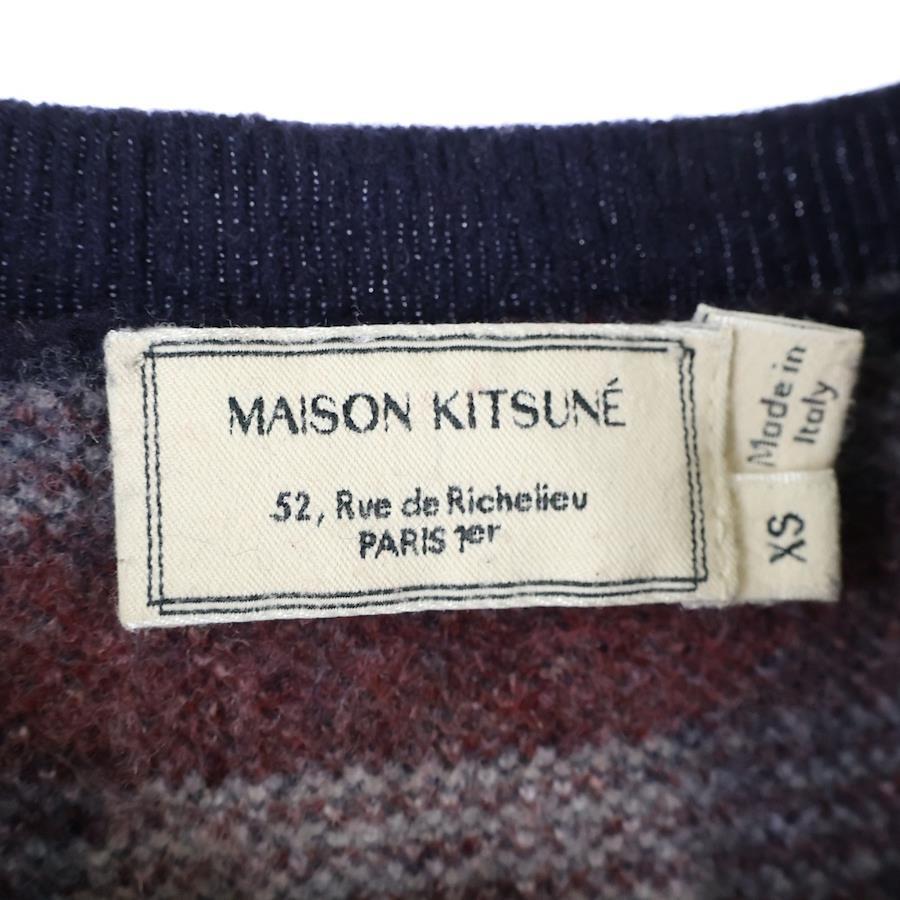 MAISON KITSUNÉ
52, Rue de Richelieu
PARIS 1er
Made in
Italy
XS